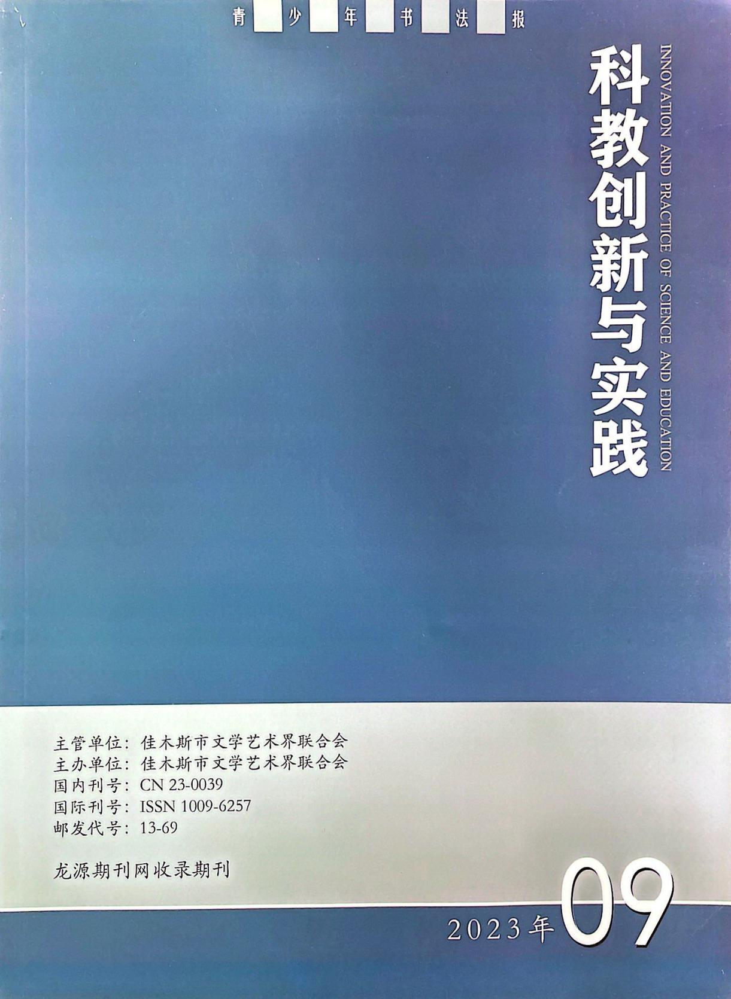 青少年书法报
科教创新与实践
INNOVATION AND PRACTICE OF SCIENCE AND EDUCATION
主管单位：佳木斯市文学艺术界联合会
主办单位：佳木斯市文学艺术界联合会
国内刊号：CN 23-0039
国际刊号：ISSN 1009-6257
邮发代号：13-69
龙源期刊网收录期刊
2023年09